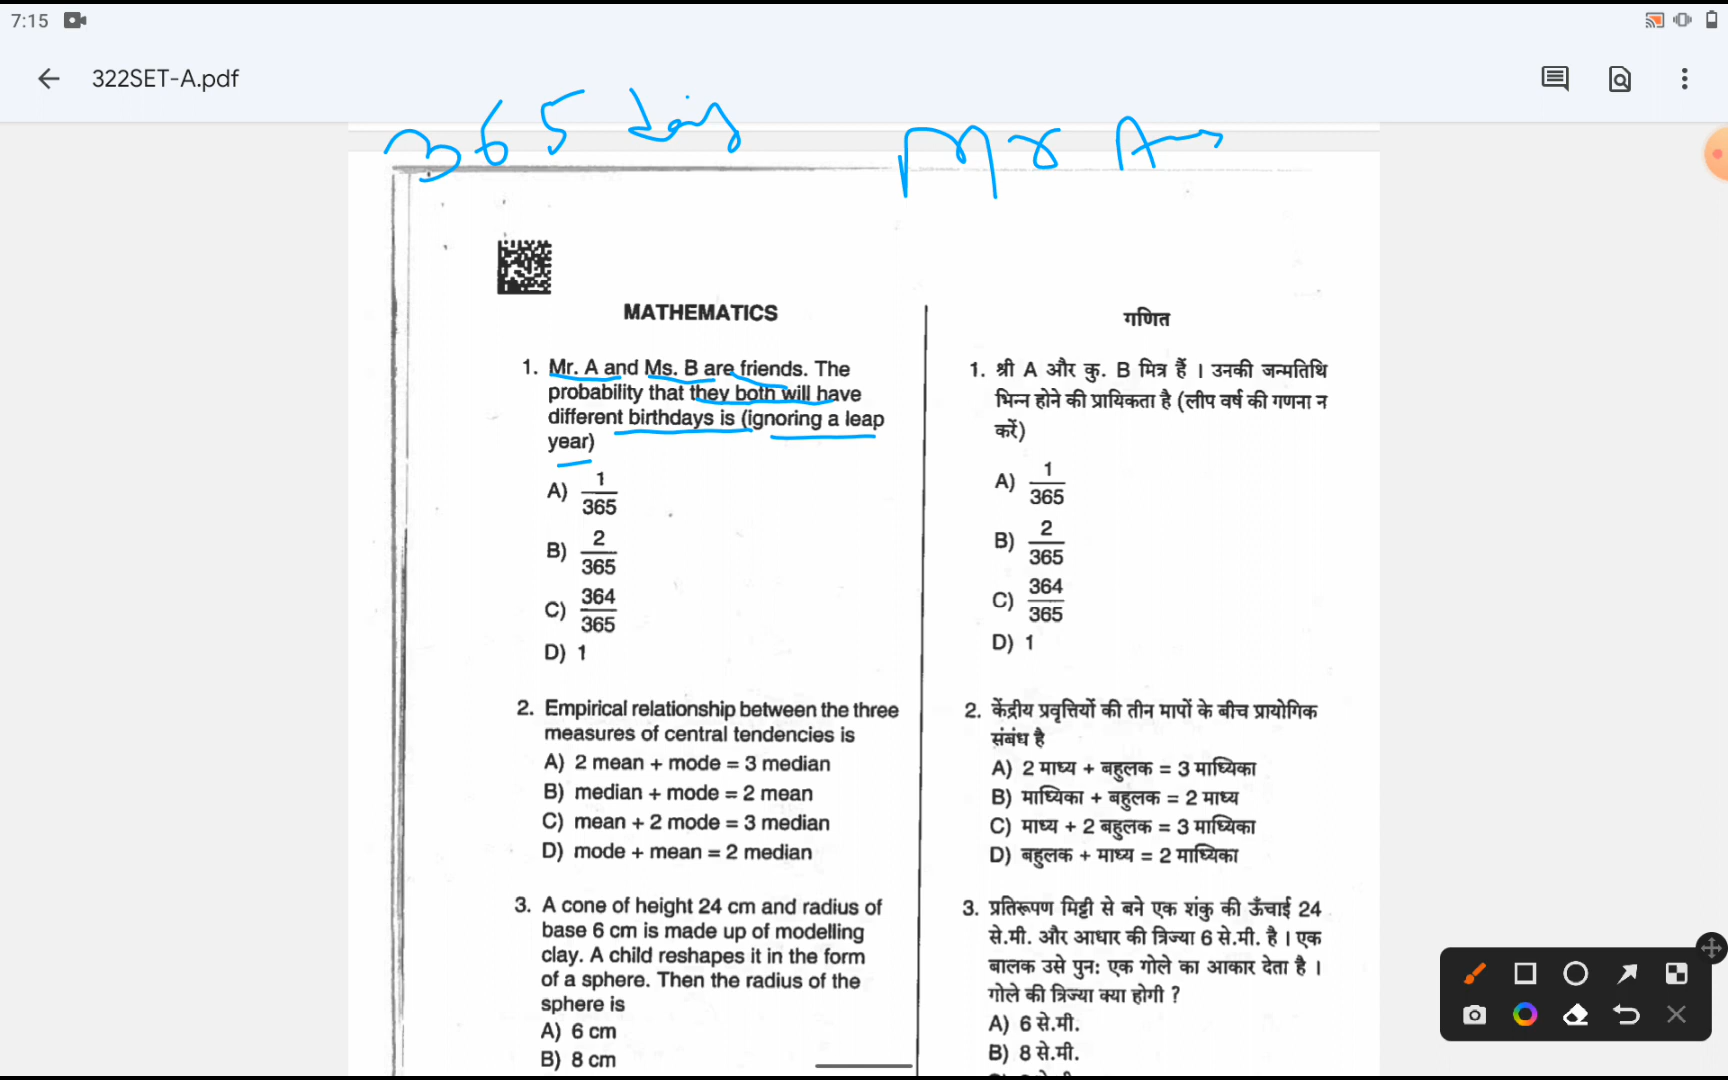 7:15
322SET-A.pdf
365 days
Mr A
MATHEMATICS
1. Mr. A and Ms. B are friends. The
probability that they both will have
different birthdays is (ignoring a leap
year)
A) 1/365
B) 2/365
C) 364/365
D) 1
2. Empirical relationship between the three
measures of central tendencies is
A) 2 mean + mode = 3 median
B) median + mode = 2 mean
C) mean + 2 mode = 3 median
D) mode + mean = 2 median
3. A cone of height 24 cm and radius of
base 6 cm is made up of modelling
clay. A child reshapes it in the form
of a sphere. Then the radius of the
sphere is
A) 6 cm
B) 8 cm
गणित
1. श्री A और कु. B मित्र हैं । उनकी जन्मतिथि
भिन्न होने की प्रायिकता है (लीप वर्ष की गणना न
करें)
A) 1/365
B) 2/365
C) 364/365
D) 1
2. केंद्रीय प्रवृत्तियों की तीन मापों के बीच प्रायोगिक
संबंध है
A) 2 माध्य + बहुलक = 3 माध्यिका
B) माध्यिका + बहुलक = 2 माध्य
C) माध्य + 2 बहुलक = 3 माध्यिका
D) बहुलक + माध्य = 2 माध्यिका
3. प्रतिरूपण मिट्टी से बने एक शंकु की ऊँचाई 24
से.मी. और आधार की त्रिज्या 6 से.मी. है । एक
बालक उसे पुन: एक गोले का आकार देता है ।
गोले की त्रिज्या क्या होगी ?
A) 6 से.मी.
B) 8 से.मी.